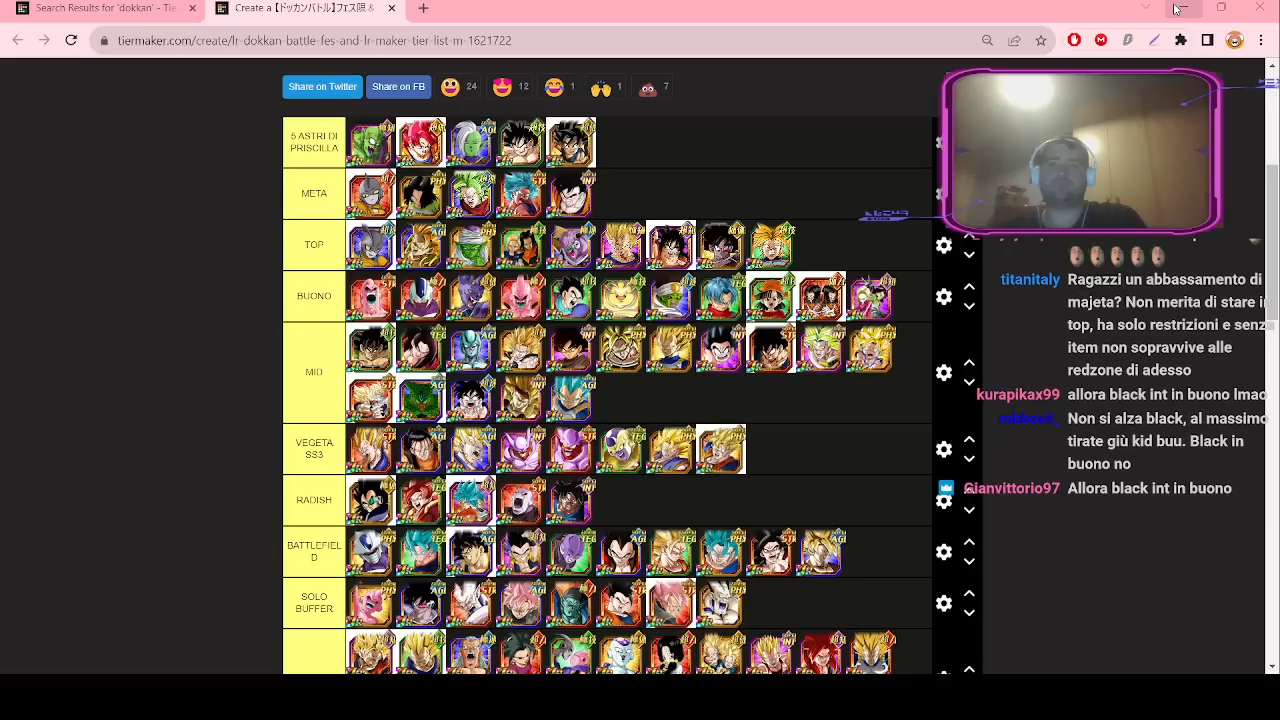 Search Results for 'dokkan' - Tie
Create a 【ドッカンバトル】フェス限 &
tiermaker.com/create/lr-dokkan-battle-fes-and-lr-maker-tier-list-m-1621722
Share on Twitter
Share on FB
24
12
1
1
7
5 ASTRI DI
PRISCILLA
META
TOP
BUONO
MID
VEGETA
SS3
RADISH
BATTLEFIEL
D
SOLO
BUFFER
titanitaly Ragazzi un abbassamento di
majeta? Non merita di stare i
top, ha solo restrizioni e senz
item non sopravvive alle
redzone di adesso
kurapikax99 allora black int in buono lmao
Non si alza black, al massimo
tirate giù kid buu. Black in
buono no
Gianvittorio97 Allora black int in buono